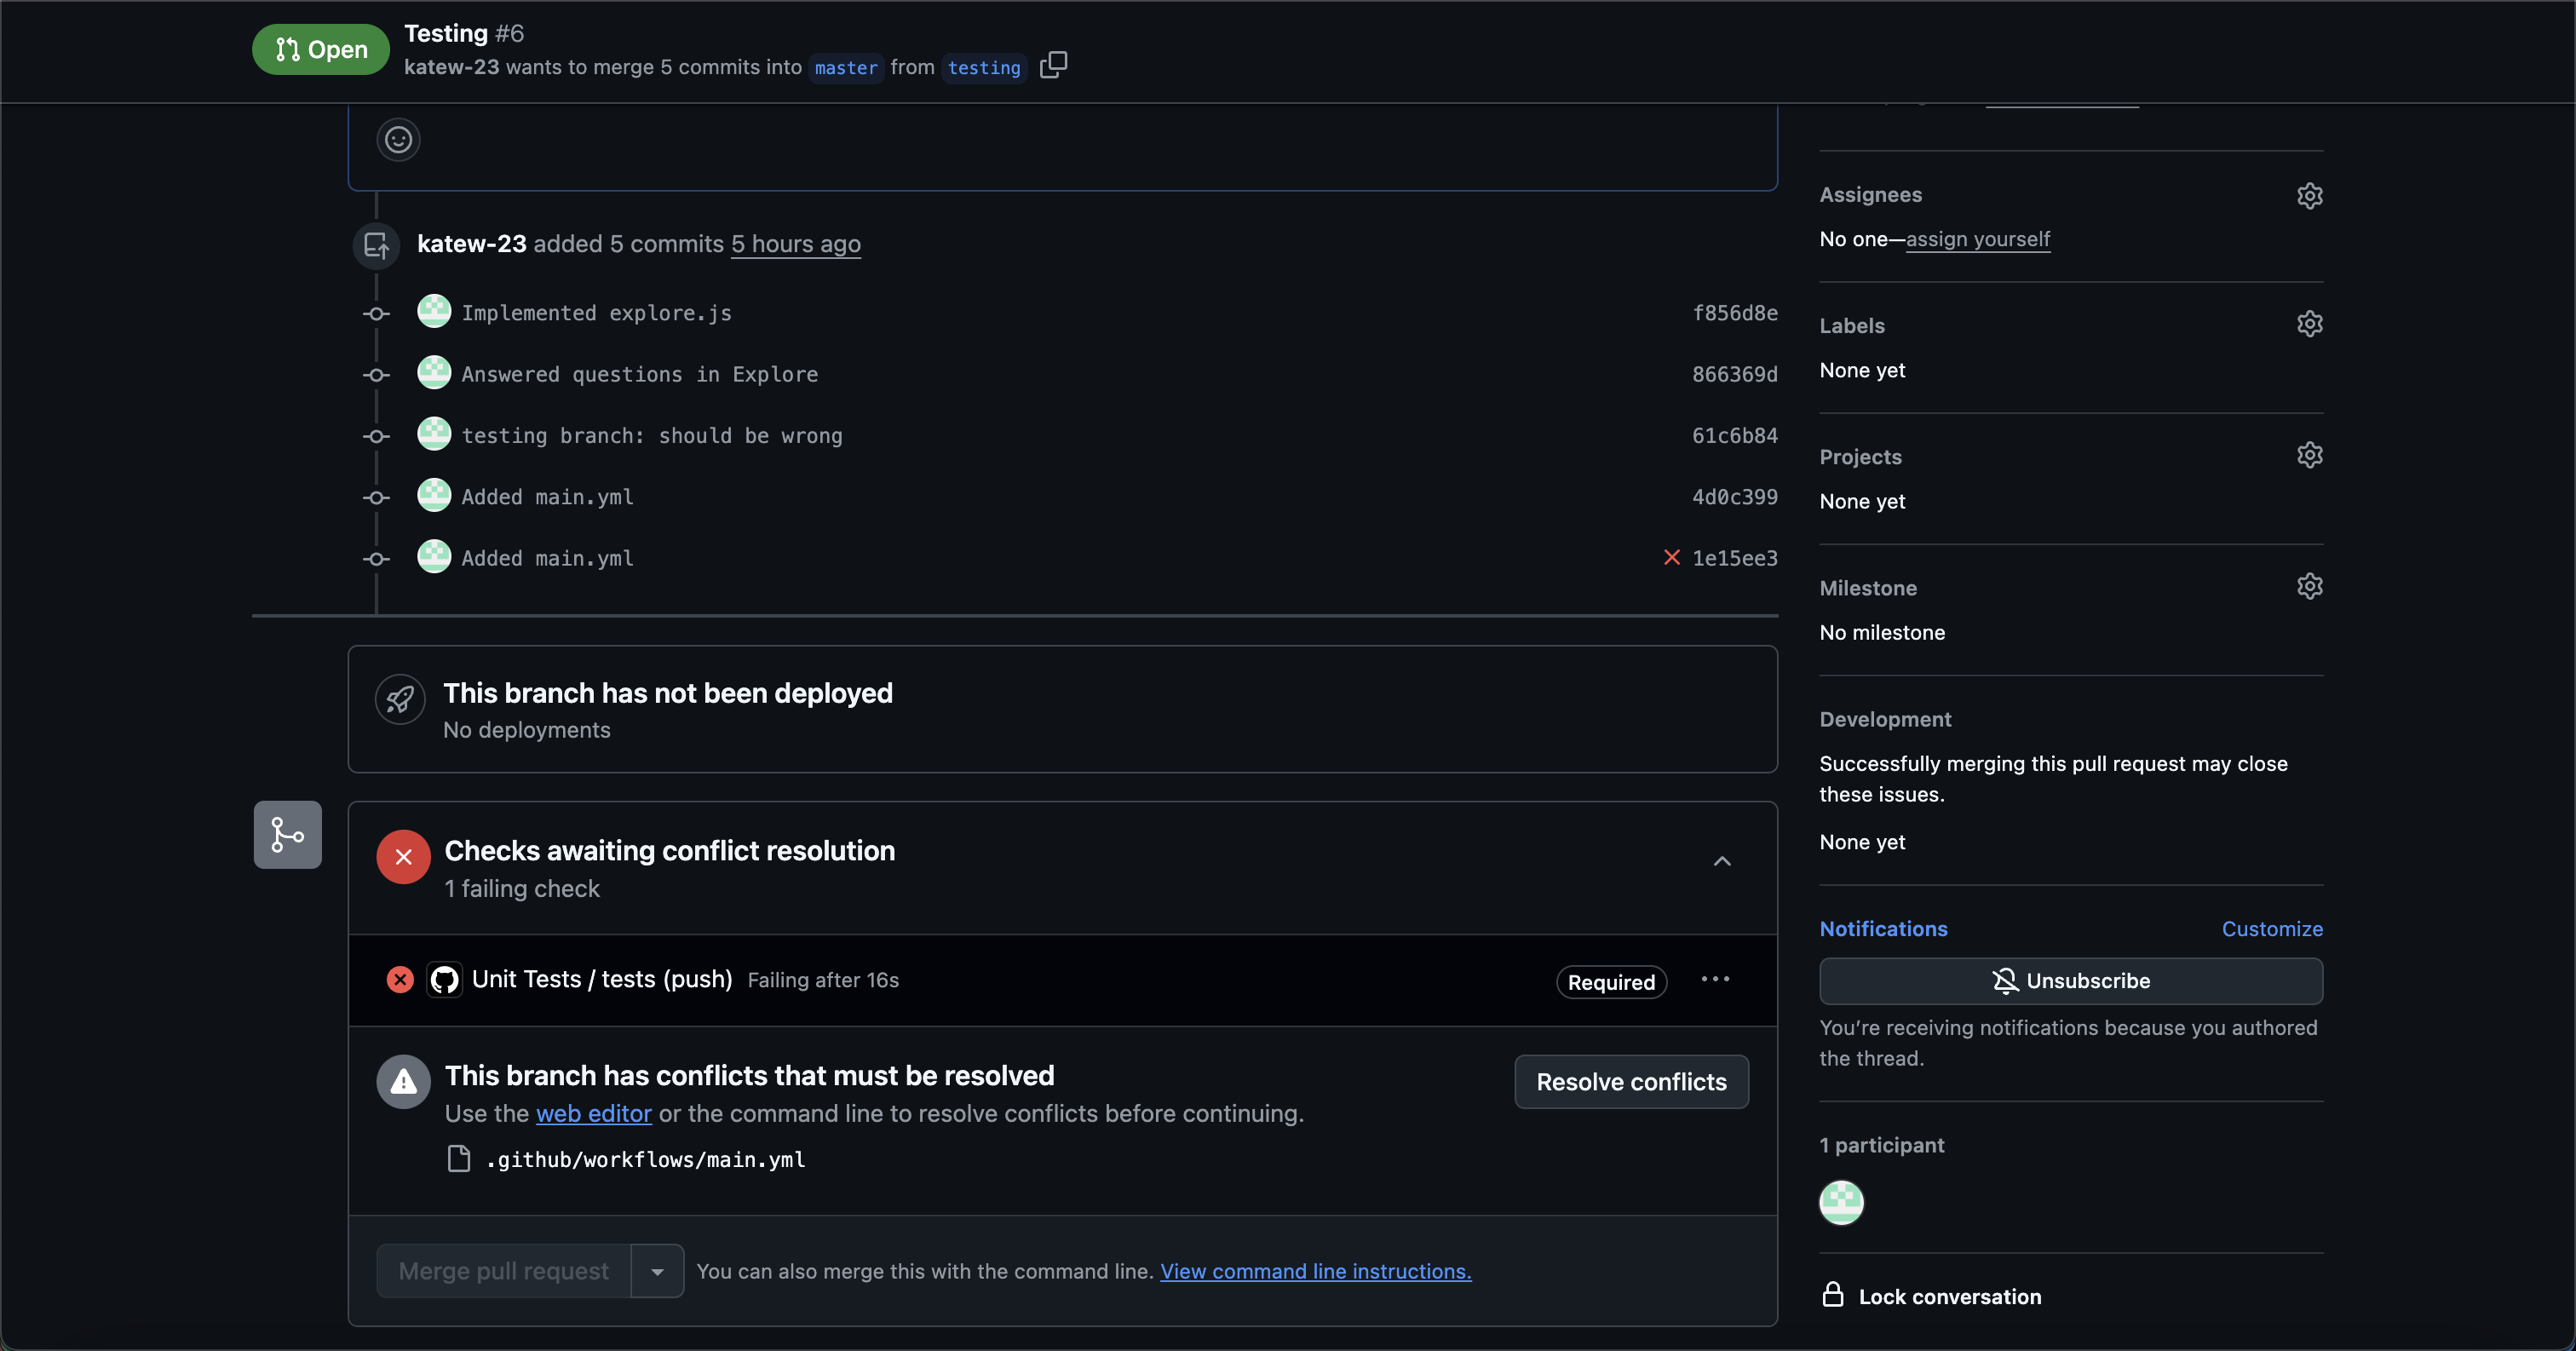 Open
Testing #6
katew-23 wants to merge 5 commits into master from testing
katew-23 added 5 commits 5 hours ago
Implemented explore.js f856d8e
Answered questions in Explore 866369d
testing branch: should be wrong 61c6b84
Added main.yml 4d0c399
Added main.yml 1e15ee3
This branch has not been deployed
No deployments
Checks awaiting conflict resolution
1 failing check
Unit Tests / tests (push) Failing after 16s Required
This branch has conflicts that must be resolved
Resolve conflicts
Use the web editor or the command line to resolve conflicts before continuing.
.github/workflows/main.yml
Merge pull request You can also merge this with the command line. View command line instructions.
Assignees
No one—assign yourself
Labels
None yet
Projects
None yet
Milestone
No milestone
Development
Successfully merging this pull request may close
these issues.
None yet
Notifications Customize
Unsubscribe
You’re receiving notifications because you authored
the thread.
1 participant
Lock conversation